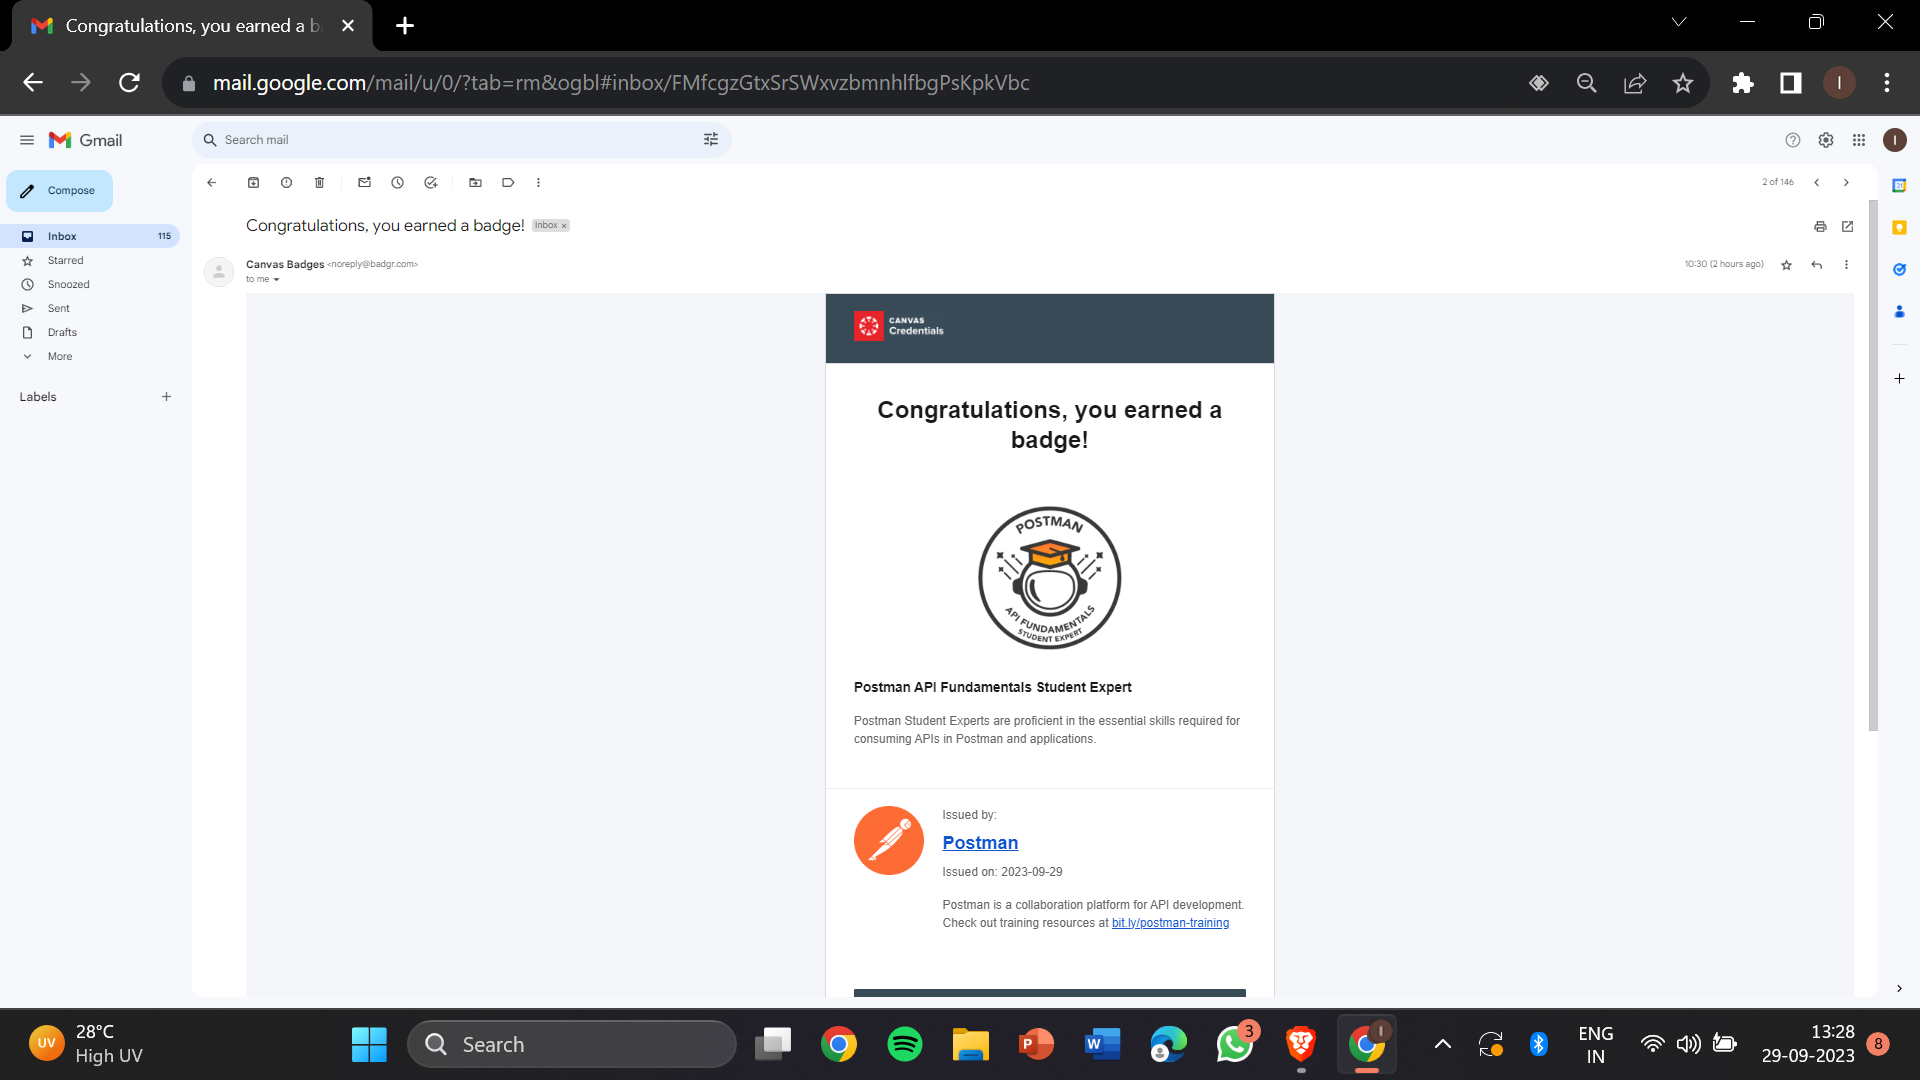 Congratulations, you earned a b
mail.google.com/mail/u/0/?tab=rm&ogbl#inbox/FMfcgzGtxSrSWxvzbmnhlfbgPsKpkVbc
I
Gmail
Search mail
I
Compose
2 of 146
31
Congratulations, you earned a badge!
Inbox x
Inbox 115
Starred
Snoozed
Sent
Drafts
More
Labels
Canvas Badges <noreply@badgr.com>
to me
10:30 (2 hours ago)
CANVAS
Credentials
Congratulations, you earned a
badge!
POSTMAN
API FUNDAMENTALS
STUDENT EXPERT
Postman API Fundamentals Student Expert
Postman Student Experts are proficient in the essential skills required for
consuming APIs in Postman and applications.
Issued by:
Postman
Issued on: 2023-09-29
Postman is a collaboration platform for API development.
Check out training resources at bit.ly/postman-training
UV
28°C
High UV
Search
P
W
3
I
ENG
IN
13:28
29-09-2023
8